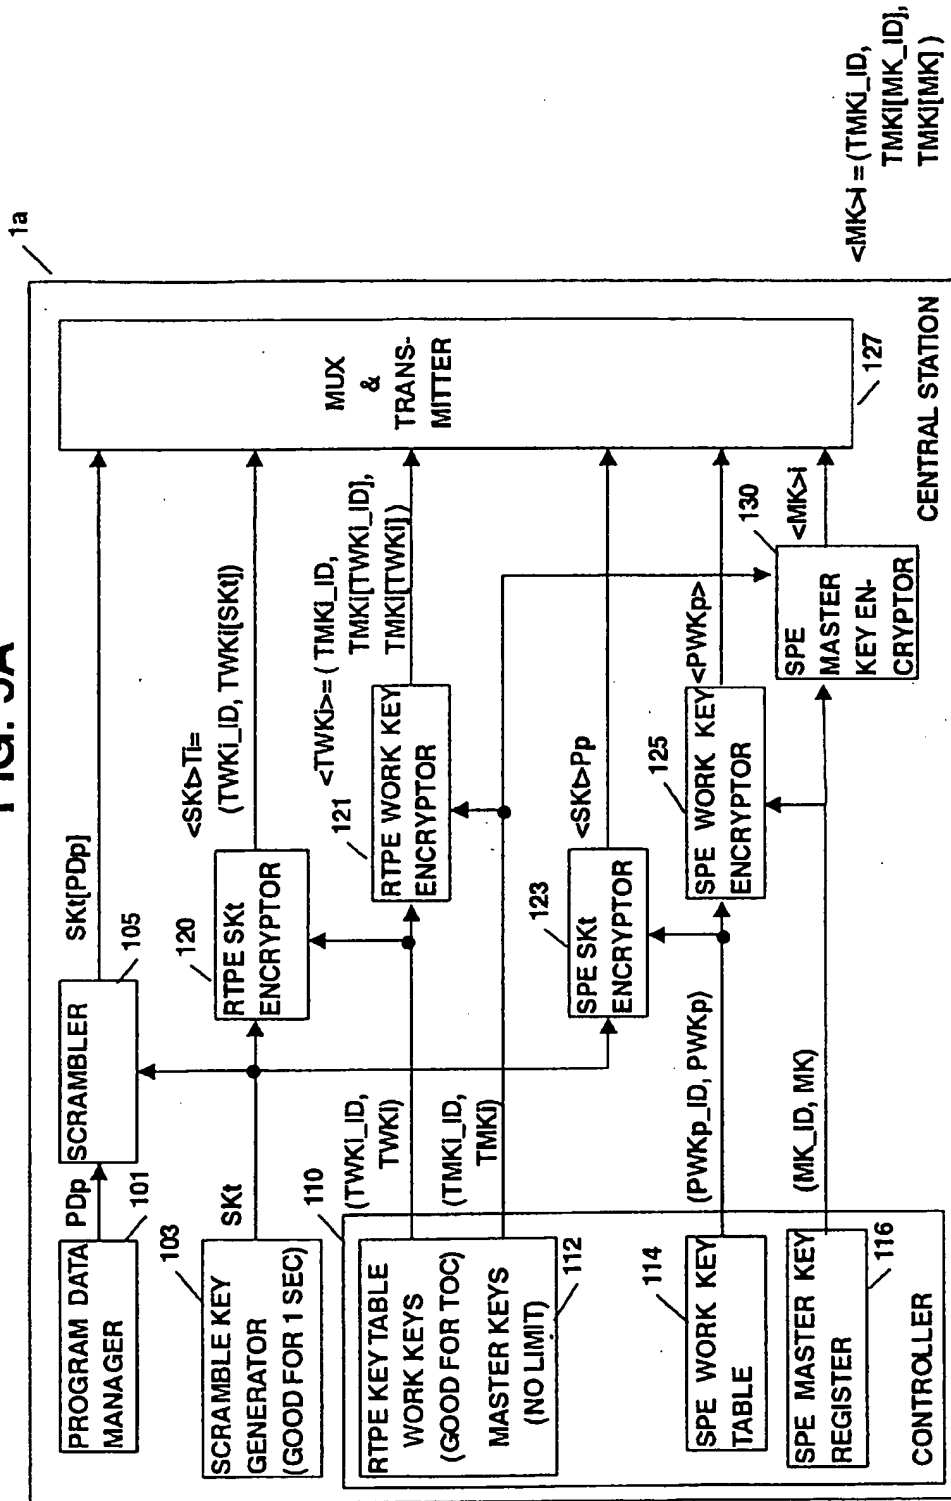 1a
PROGRAM DATA
MANAGER
101
PDp
SCRAMBLER
105
SKt[PDp]
103
SCRAMBLE KEY
GENERATOR
(GOOD FOR 1 SEC)
SKt
120
RTPE SKt
ENCRYPTOR
<SKt>Ti=
(TWKi_ID, TWKi[SKt])
110
RTPE KEY TABLE
WORK KEYS
(GOOD FOR TOC)
MASTER KEYS
(NO LIMIT)
112
(TWKi_ID,
TWKi)
(TMKi_ID,
TMKi)
121
RTPE WORK KEY
ENCRYPTOR
<TWKi>=( TMKi_ID,
TMKi[TWKi_ID],
TMKi[TWKi] )
123
SPE SKt
ENCRYPTOR
<SKt>Pp
114
SPE WORK KEY
TABLE
(PWKp_ID, PWKp)
125
SPE WORK KEY
ENCRYPTOR
<PWKp>
SPE MASTER KEY
REGISTER
116
(MK_ID, MK)
130
SPE
MASTER
KEY EN-
CRYPTOR
<MK>i
MUX
&
TRANS-
MITTER
127
CONTROLLER
CENTRAL STATION
<MK>i = (TMKi_ID,
TMKi[MK_ID],
TMKi[MK] )